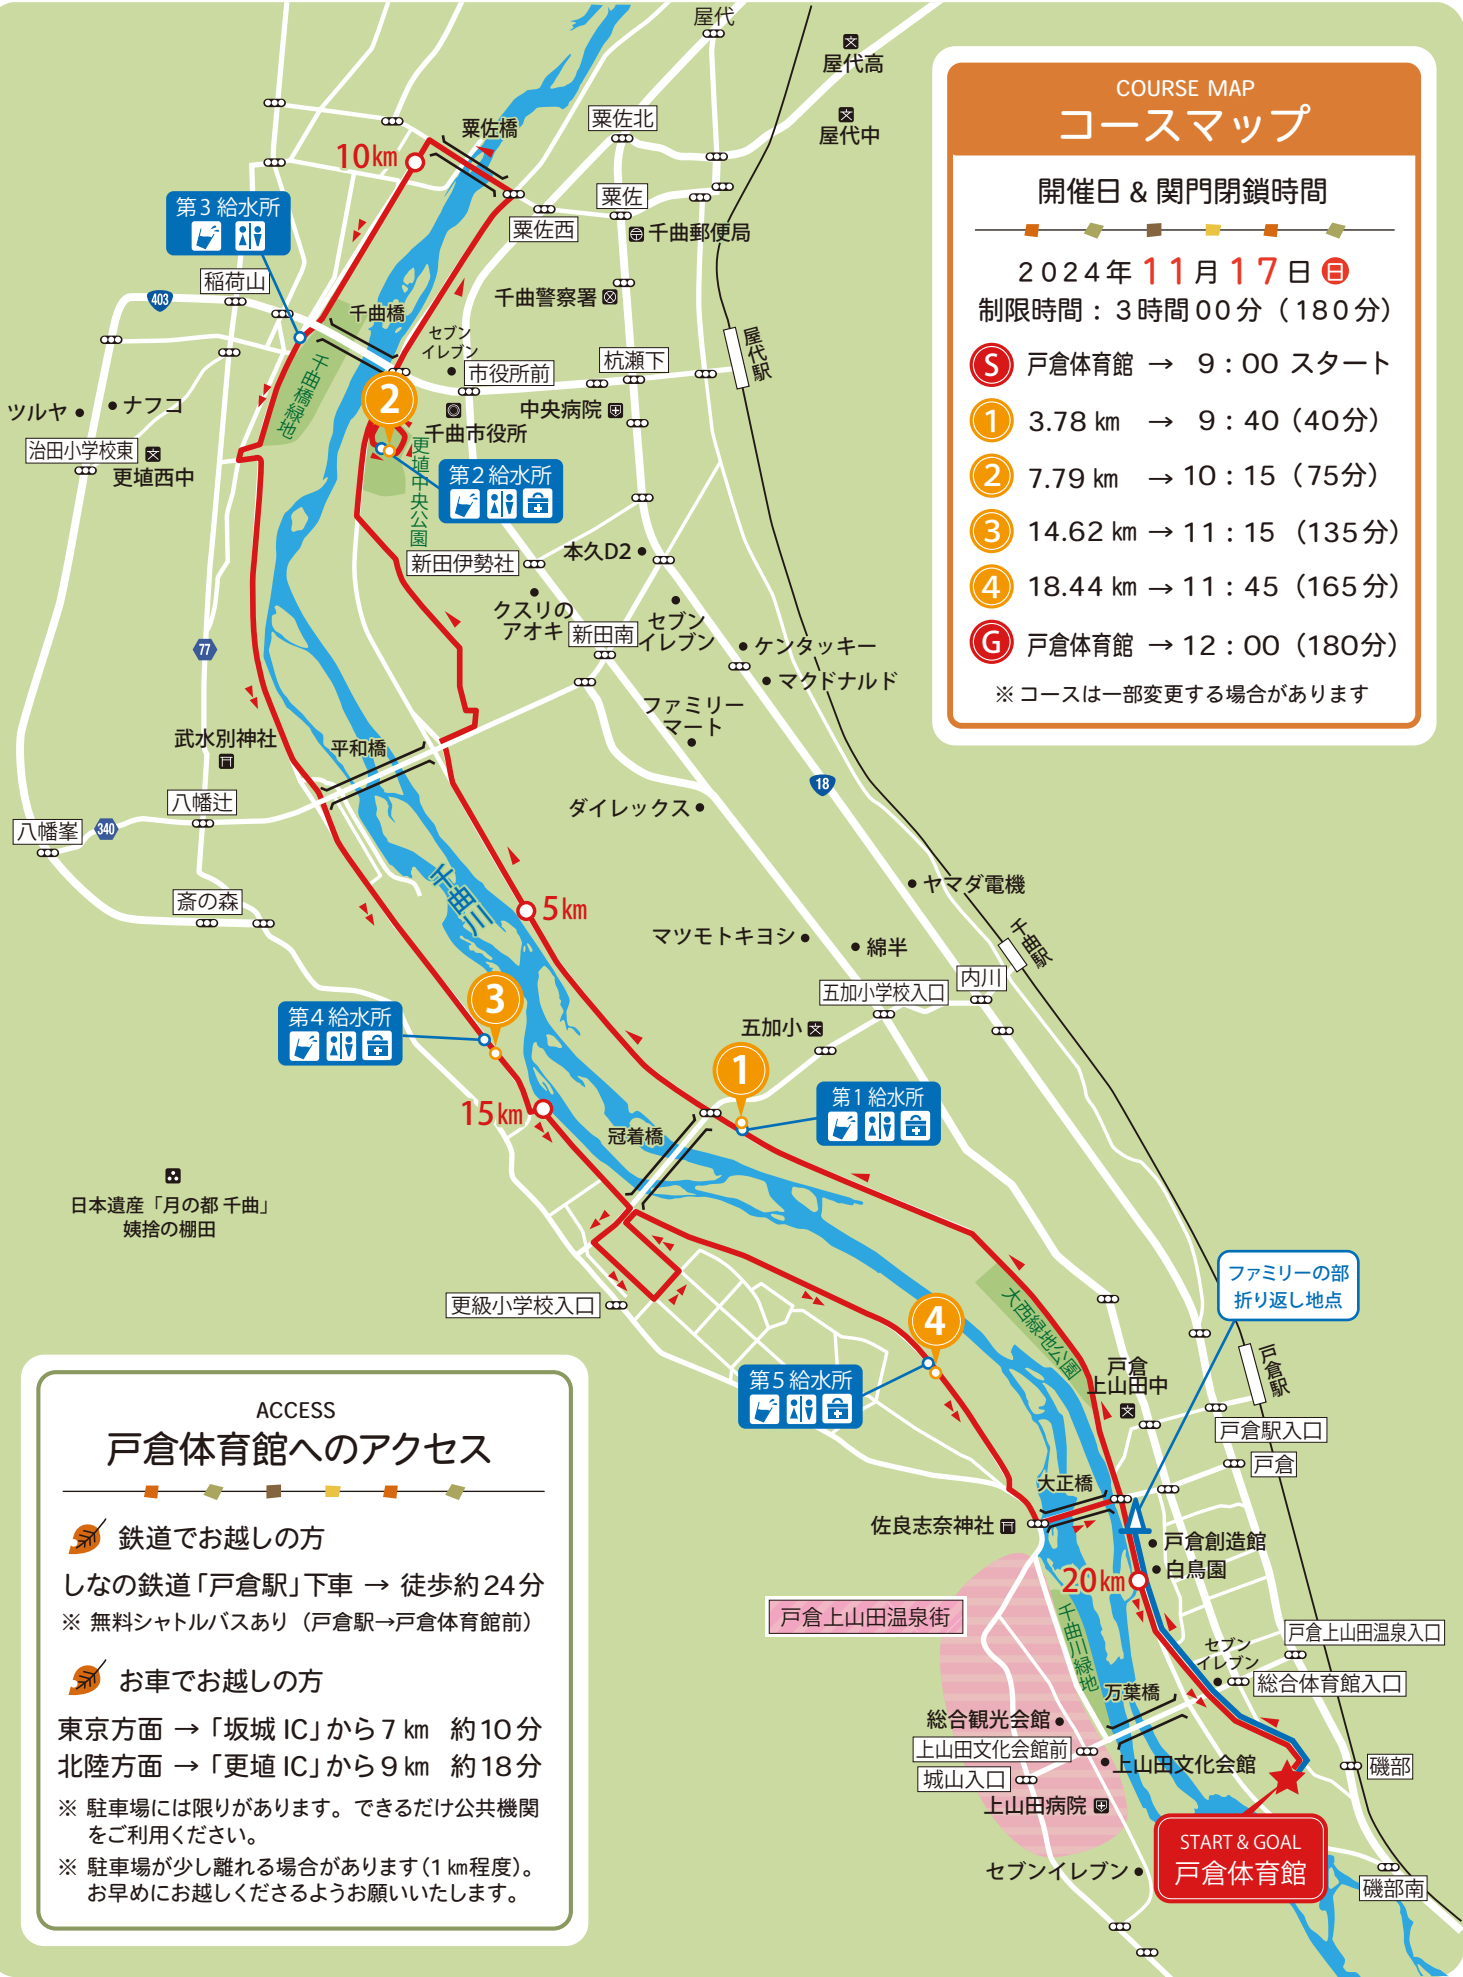 COURSE MAP
コースマップ
開催日 & 関門閉鎖時間
2024年 11月17日 日
制限時間：3時間00分（180分）
S 戸倉体育館 → 9：00 スタート
1 3.78 km → 9：40（40分）
2 7.79 km → 10：15（75分）
3 14.62 km → 11：15（135分）
4 18.44 km → 11：45（165分）
G 戸倉体育館 → 12：00（180分）
※ コースは一部変更する場合があります
屋代
屋代高
屋代中
粟佐橋
粟佐北
10km
第3給水所
粟佐
粟佐西
千曲郵便局
稲荷山
403
千曲警察署
千曲橋
セブン
イレブン
屋代駅
千曲橋緑地
市役所前
杭瀬下
2
ツルヤ
ナフコ
中央病院
千曲市役所
治田小学校東
更埴西中
更埴中央公園
第2給水所
新田伊勢社
本久D2
クスリの
アオキ
新田南
セブン
イレブン
ケンタッキー
マクドナルド
77
ファミリー
マート
武水別神社
平和橋
18
八幡辻
ダイレックス
八幡峯
340
千曲川
斎の森
ヤマダ電機
5km
マツモトキヨシ
綿半
千曲駅
内川
五加小学校入口
3
第4給水所
五加小
1
第1給水所
15km
冠着橋
日本遺産「月の都 千曲」
姨捨の棚田
更級小学校入口
4
第5給水所
大西緑地公園
ファミリーの部
折り返し地点
戸倉
上山田中
戸倉駅
戸倉駅入口
戸倉
大正橋
佐良志奈神社
戸倉創造館
白鳥園
20km
戸倉上山田温泉街
千曲川緑地
戸倉上山田温泉入口
セブン
イレブン
総合体育館入口
万葉橋
総合観光会館
上山田文化会館前
上山田文化会館
城山入口
磯部
上山田病院
START & GOAL
戸倉体育館
セブンイレブン
磯部南
ACCESS
戸倉体育館へのアクセス
鉄道でお越しの方
しなの鉄道「戸倉駅」下車 → 徒歩約24分
※ 無料シャトルバスあり（戸倉駅→戸倉体育館前）
お車でお越しの方
東京方面 →「坂城 IC」から7 km 約10分
北陸方面 →「更埴 IC」から9 km 約18分
※ 駐車場には限りがあります。できるだけ公共機関
をご利用ください。
※ 駐車場が少し離れる場合があります（1 km程度）。
お早めにお越しくださるようお願いいたします。